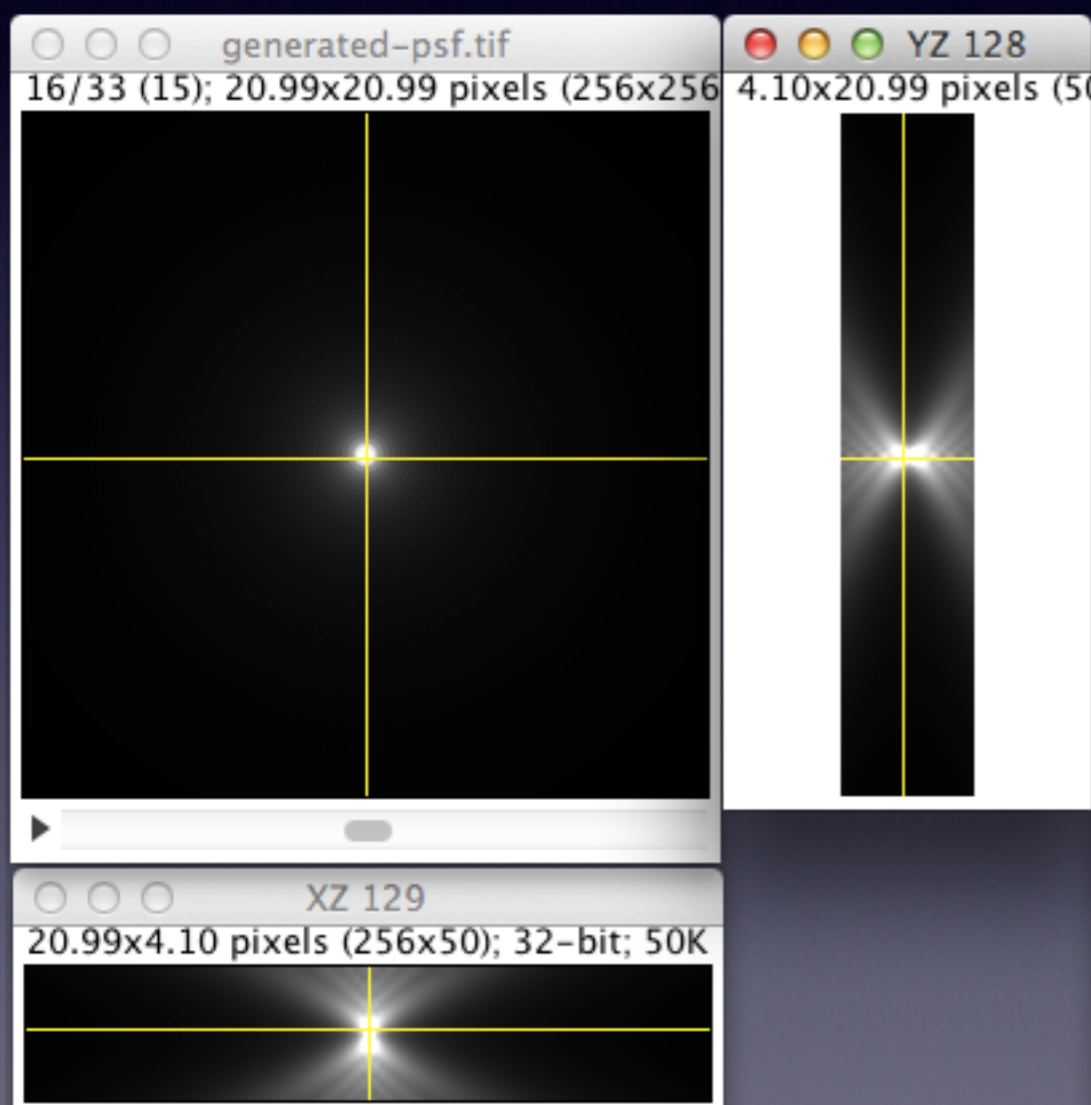 generated-psf.tif
16/33 (15); 20.99x20.99 pixels (256x256
YZ 128
4.10x20.99 pixels (50
XZ 129
20.99x4.10 pixels (256x50); 32-bit; 50K